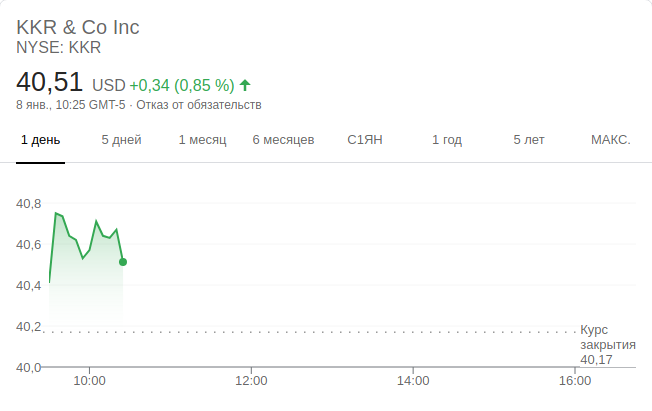 KKR & Co Inc
NYSE: KKR
40,51 USD +0,34 (0,85 %)
8 янв., 10:25 GMT-5 · Отказ от обязательств
1 день 5 дней 1 месяц 6 месяцев С1ЯН 1 год 5 лет МАКС.
40,8
40,6
40,4
40,2
40,0
Курс
закрытия
40,17
10:00 12:00 14:00 16:00